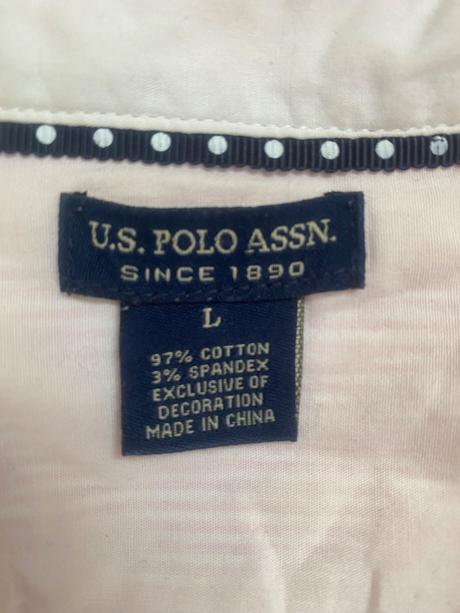 U.S. POLO ASSN.
SINCE 1890
L
97% COTTON
3% SPANDEX
EXCLUSIVE OF
DECORATION
MADE IN CHINA